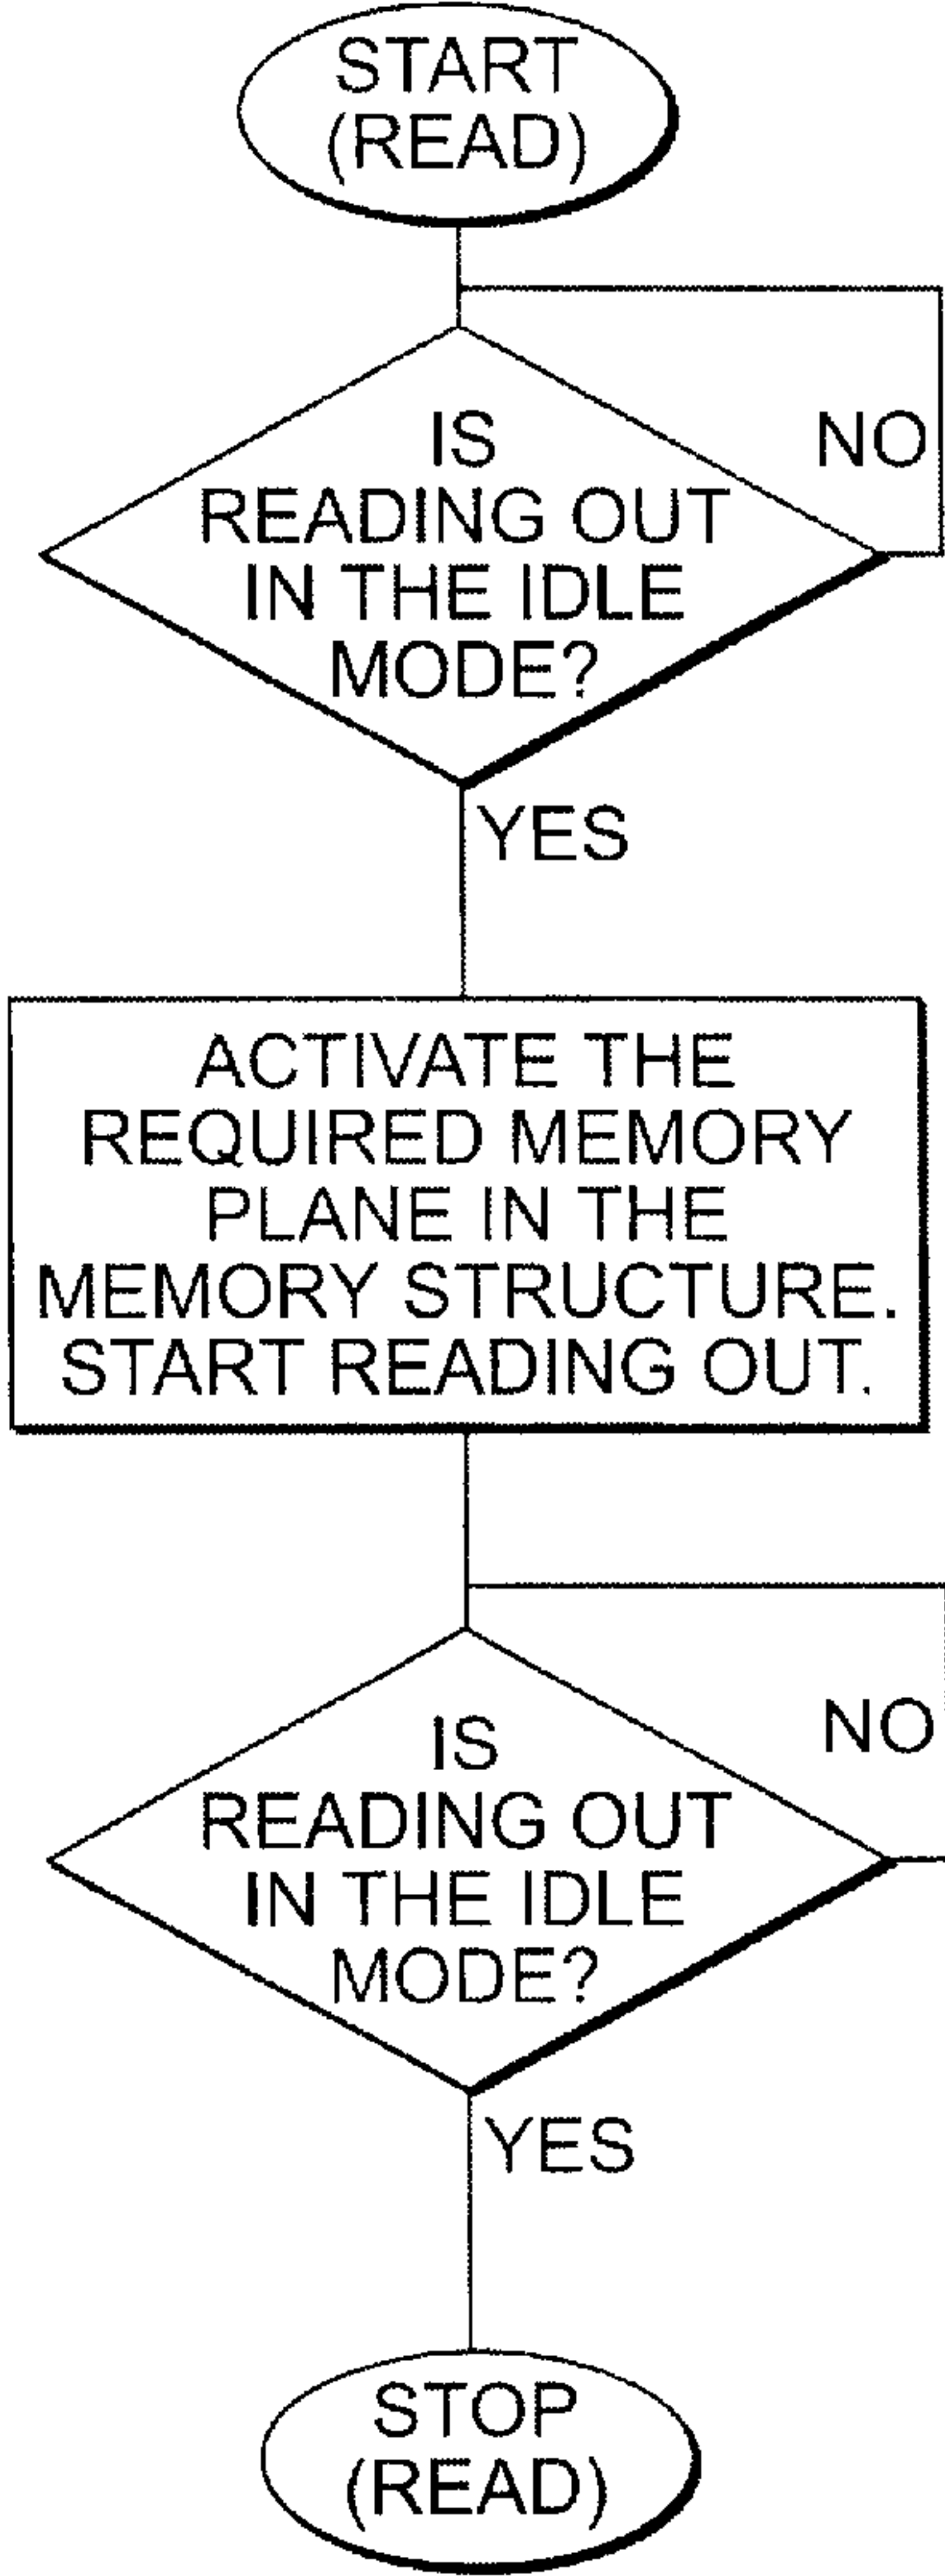 START
(READ)
IS
READING OUT
IN THE IDLE
MODE?
NO
YES
ACTIVATE THE
REQUIRED MEMORY
PLANE IN THE
MEMORY STRUCTURE.
START READING OUT.
IS
READING OUT
IN THE IDLE
MODE?
NO
YES
STOP
(READ)